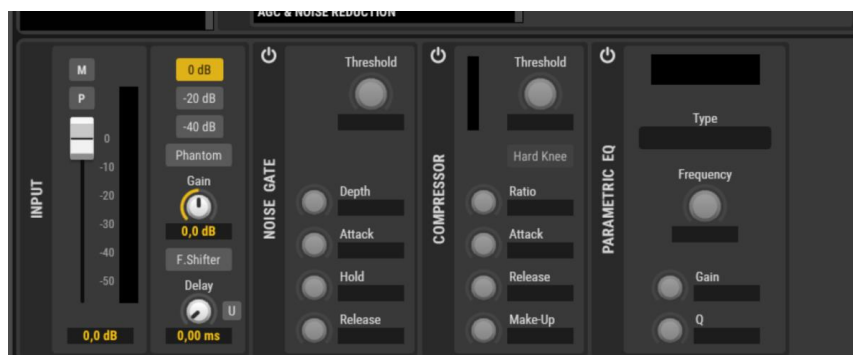 AGC & NOISE REDUCTION
INPUT
M
P
0
-10
-20
-30
-40
-50
0,0 dB
0 dB
-20 dB
-40 dB
Phantom
Gain
0,0 dB
F.Shifter
Delay
U
0,00 ms
NOISE GATE
Threshold
Depth
Attack
Hold
Release
COMPRESSOR
Threshold
Hard Knee
Ratio
Attack
Release
Make-Up
PARAMETRIC EQ
Type
Frequency
Gain
Q